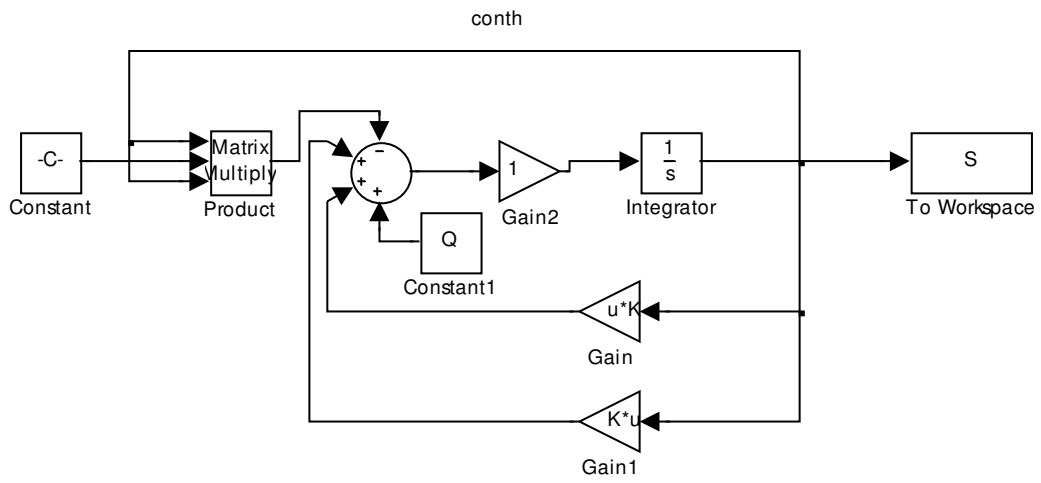 conth
-C-
Constant
Matrix
Multiply
Product
−
+
+
+
Q
Constant1
1
Gain2
1
s
Integrator
S
To Workspace
u*K
Gain
K*u
Gain1